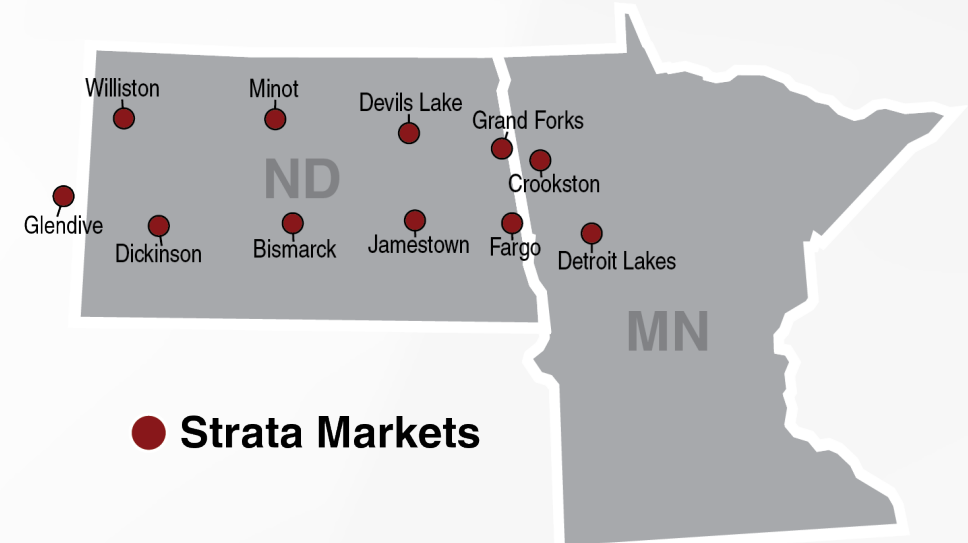 Williston
Minot
Devils Lake
Grand Forks
ND
Crookston
Glendive
Dickinson
Bismarck
Jamestown
Fargo
Detroit Lakes
MN
Strata Markets